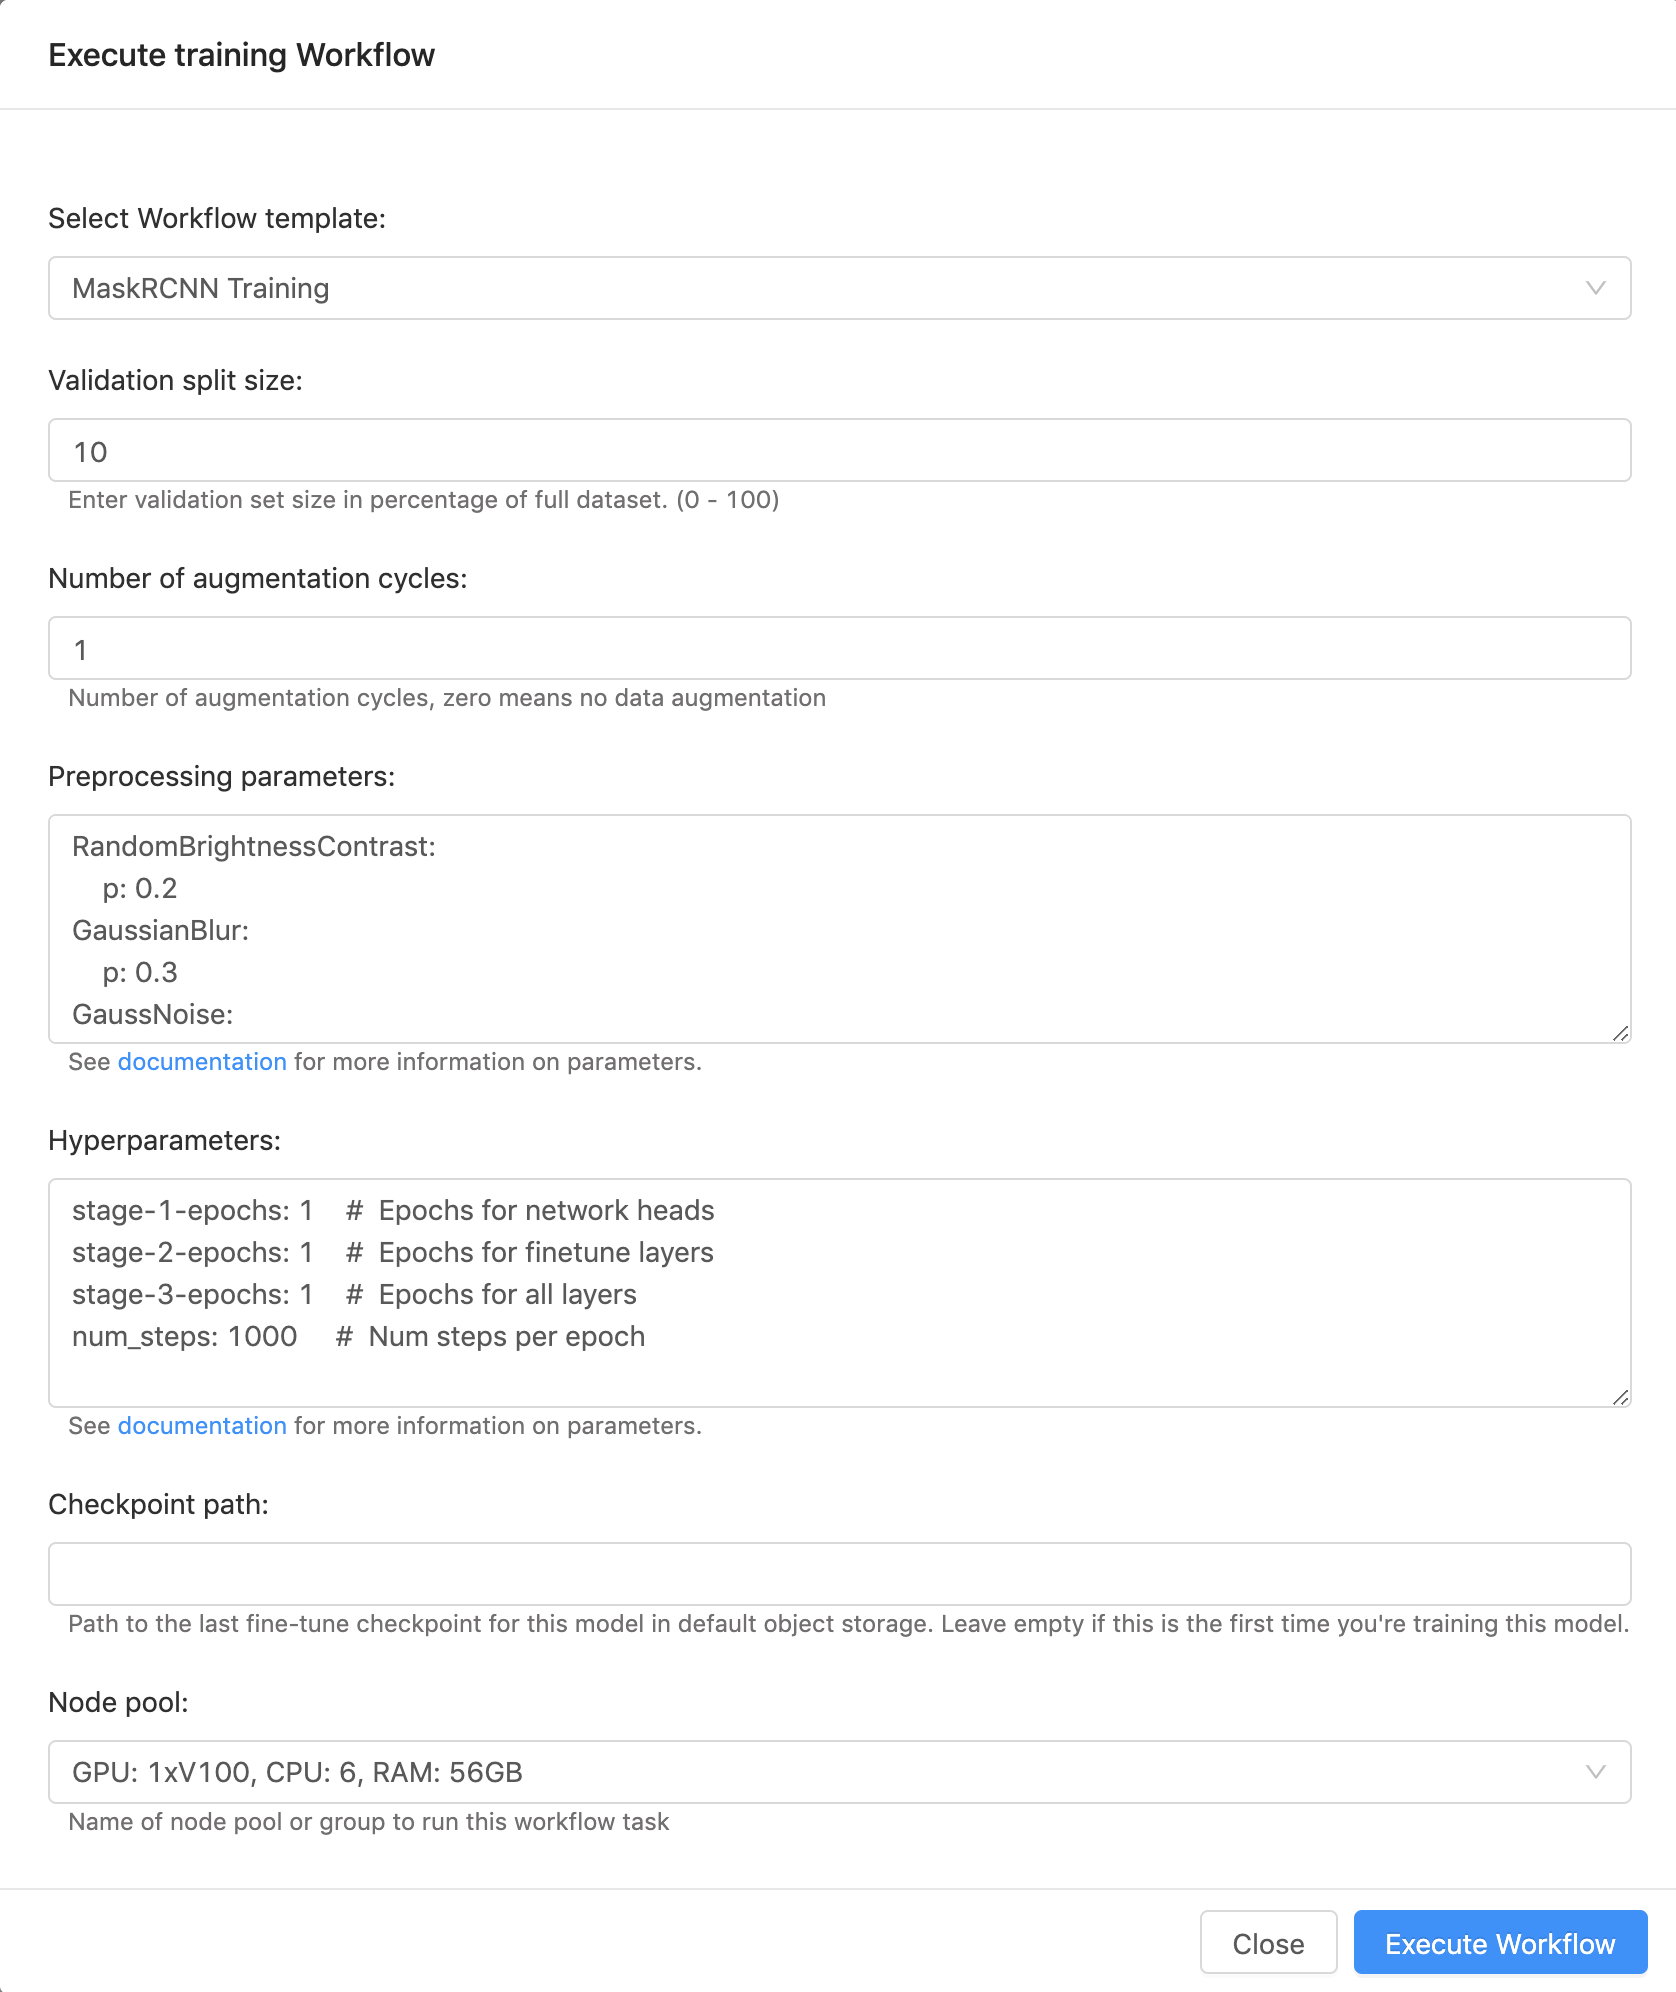 Execute training Workflow
Select Workflow template:
MaskRCNN Training
Validation split size:
10
Enter validation set size in percentage of full dataset. (0 - 100)
Number of augmentation cycles:
1
Number of augmentation cycles, zero means no data augmentation
Preprocessing parameters:
RandomBrightnessContrast:
p: 0.2
GaussianBlur:
p: 0.3
GaussNoise:
See documentation for more information on parameters.
Hyperparameters:
stage-1-epochs: 1 # Epochs for network heads
stage-2-epochs: 1 # Epochs for finetune layers
stage-3-epochs: 1 # Epochs for all layers
num_steps: 1000 # Num steps per epoch
See documentation for more information on parameters.
Checkpoint path:
Path to the last fine-tune checkpoint for this model in default object storage. Leave empty if this is the first time you're training this model.
Node pool:
GPU: 1xV100, CPU: 6, RAM: 56GB
Name of node pool or group to run this workflow task
Close
Execute Workflow